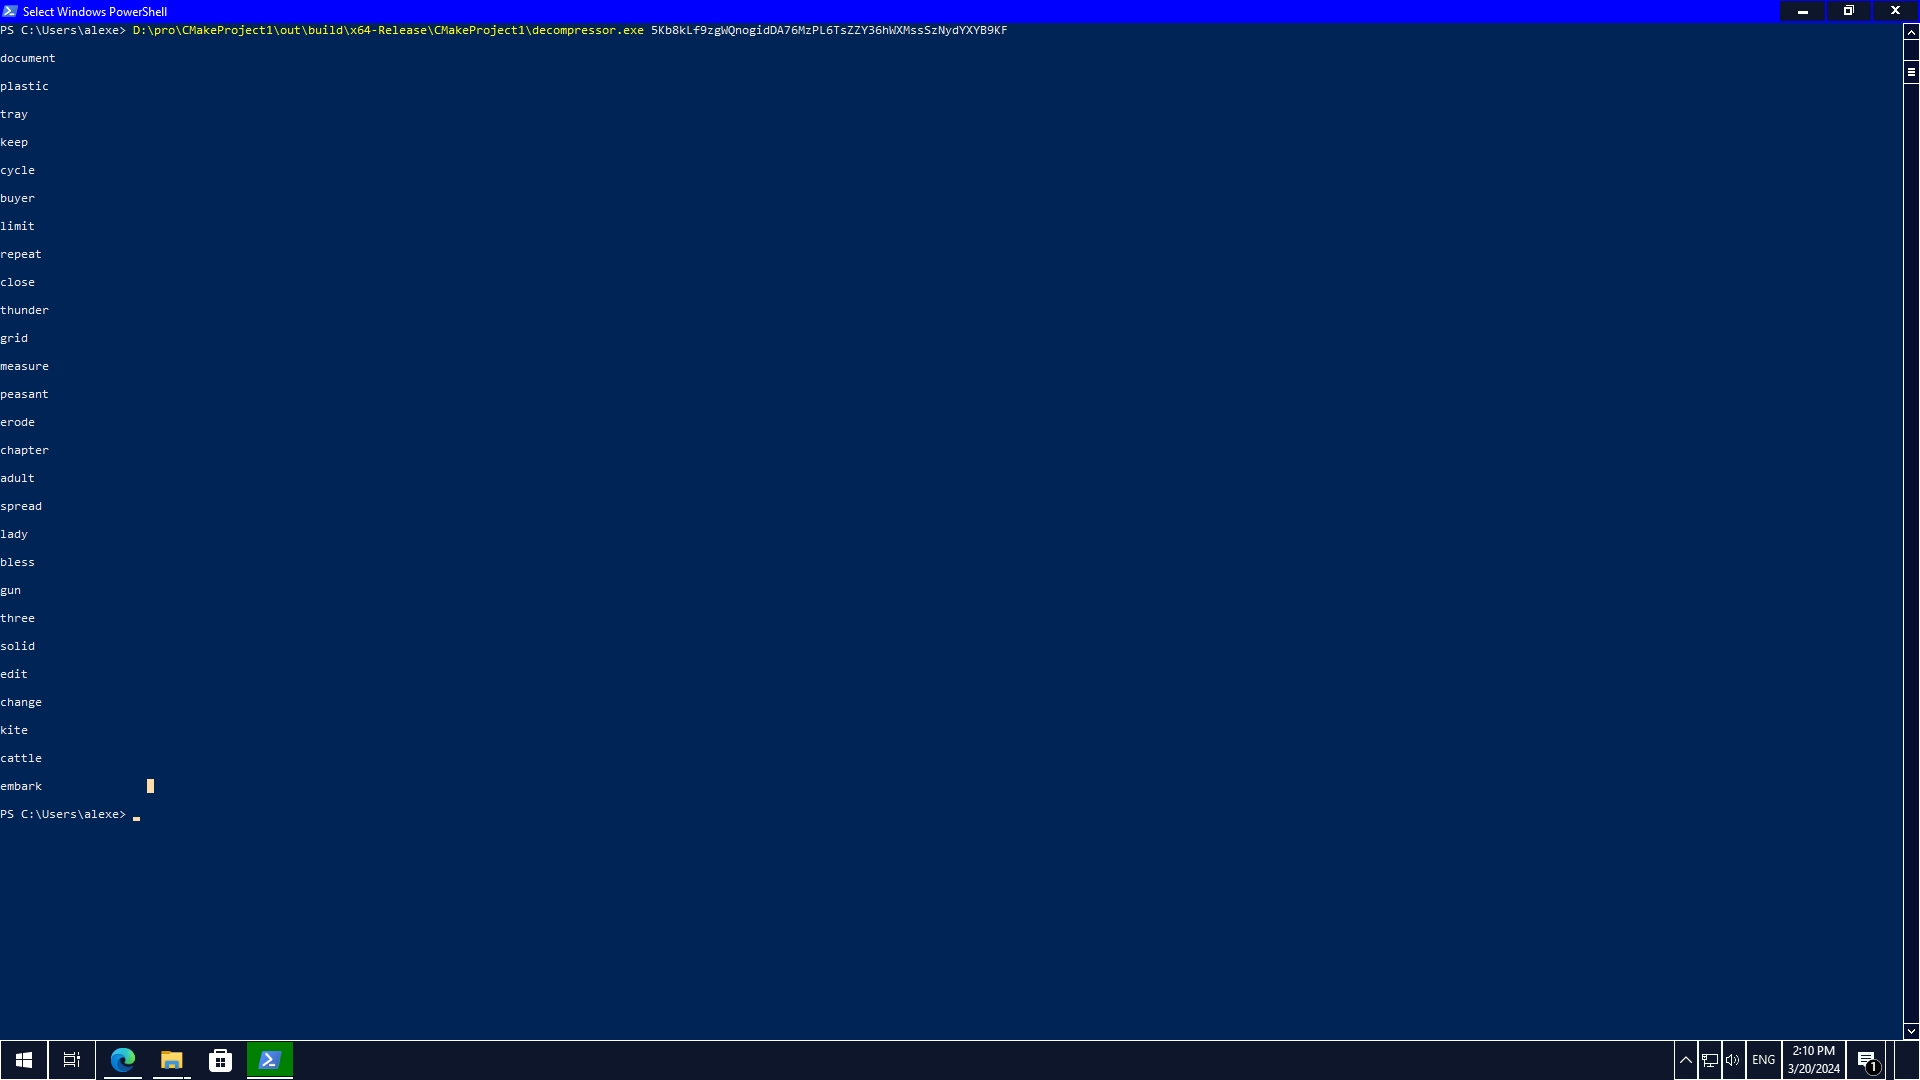 Select Windows PowerShell
PS C:\Users\alexe> D:\pro\CMakeProject1\out\build\x64-Release\CMakeProject1\decompressor.exe 5Kb8kLf9zgWQnogidDA76MzPL6TsZZY36hWXMssSzNydYXYB9KF
document
plastic
tray
keep
cycle
buyer
limit
repeat
close
thunder
grid
measure
peasant
erode
chapter
adult
spread
lady
bless
gun
three
solid
edit
change
kite
cattle
embark
PS C:\Users\alexe>
ENG
2:10 PM
3/20/2024
1